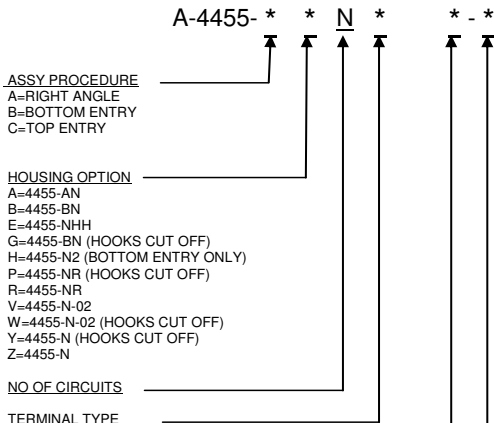 A-4455- * * N * * - *
ASSY PROCEDURE
A=RIGHT ANGLE
B=BOTTOM ENTRY
C=TOP ENTRY
HOUSING OPTION
A=4455-AN
B=4455-BN
E=4455-NHH
G=4455-BN (HOOKS CUT OFF)
H=4455-N2 (BOTTOM ENTRY ONLY)
P=4455-NR (HOOKS CUT OFF)
R=4455-NR
V=4455-N-02
W=4455-N-02 (HOOKS CUT OFF)
Y=4455-N (HOOKS CUT OFF)
Z=4455-N
NO OF CIRCUITS
TERMINAL TYPE